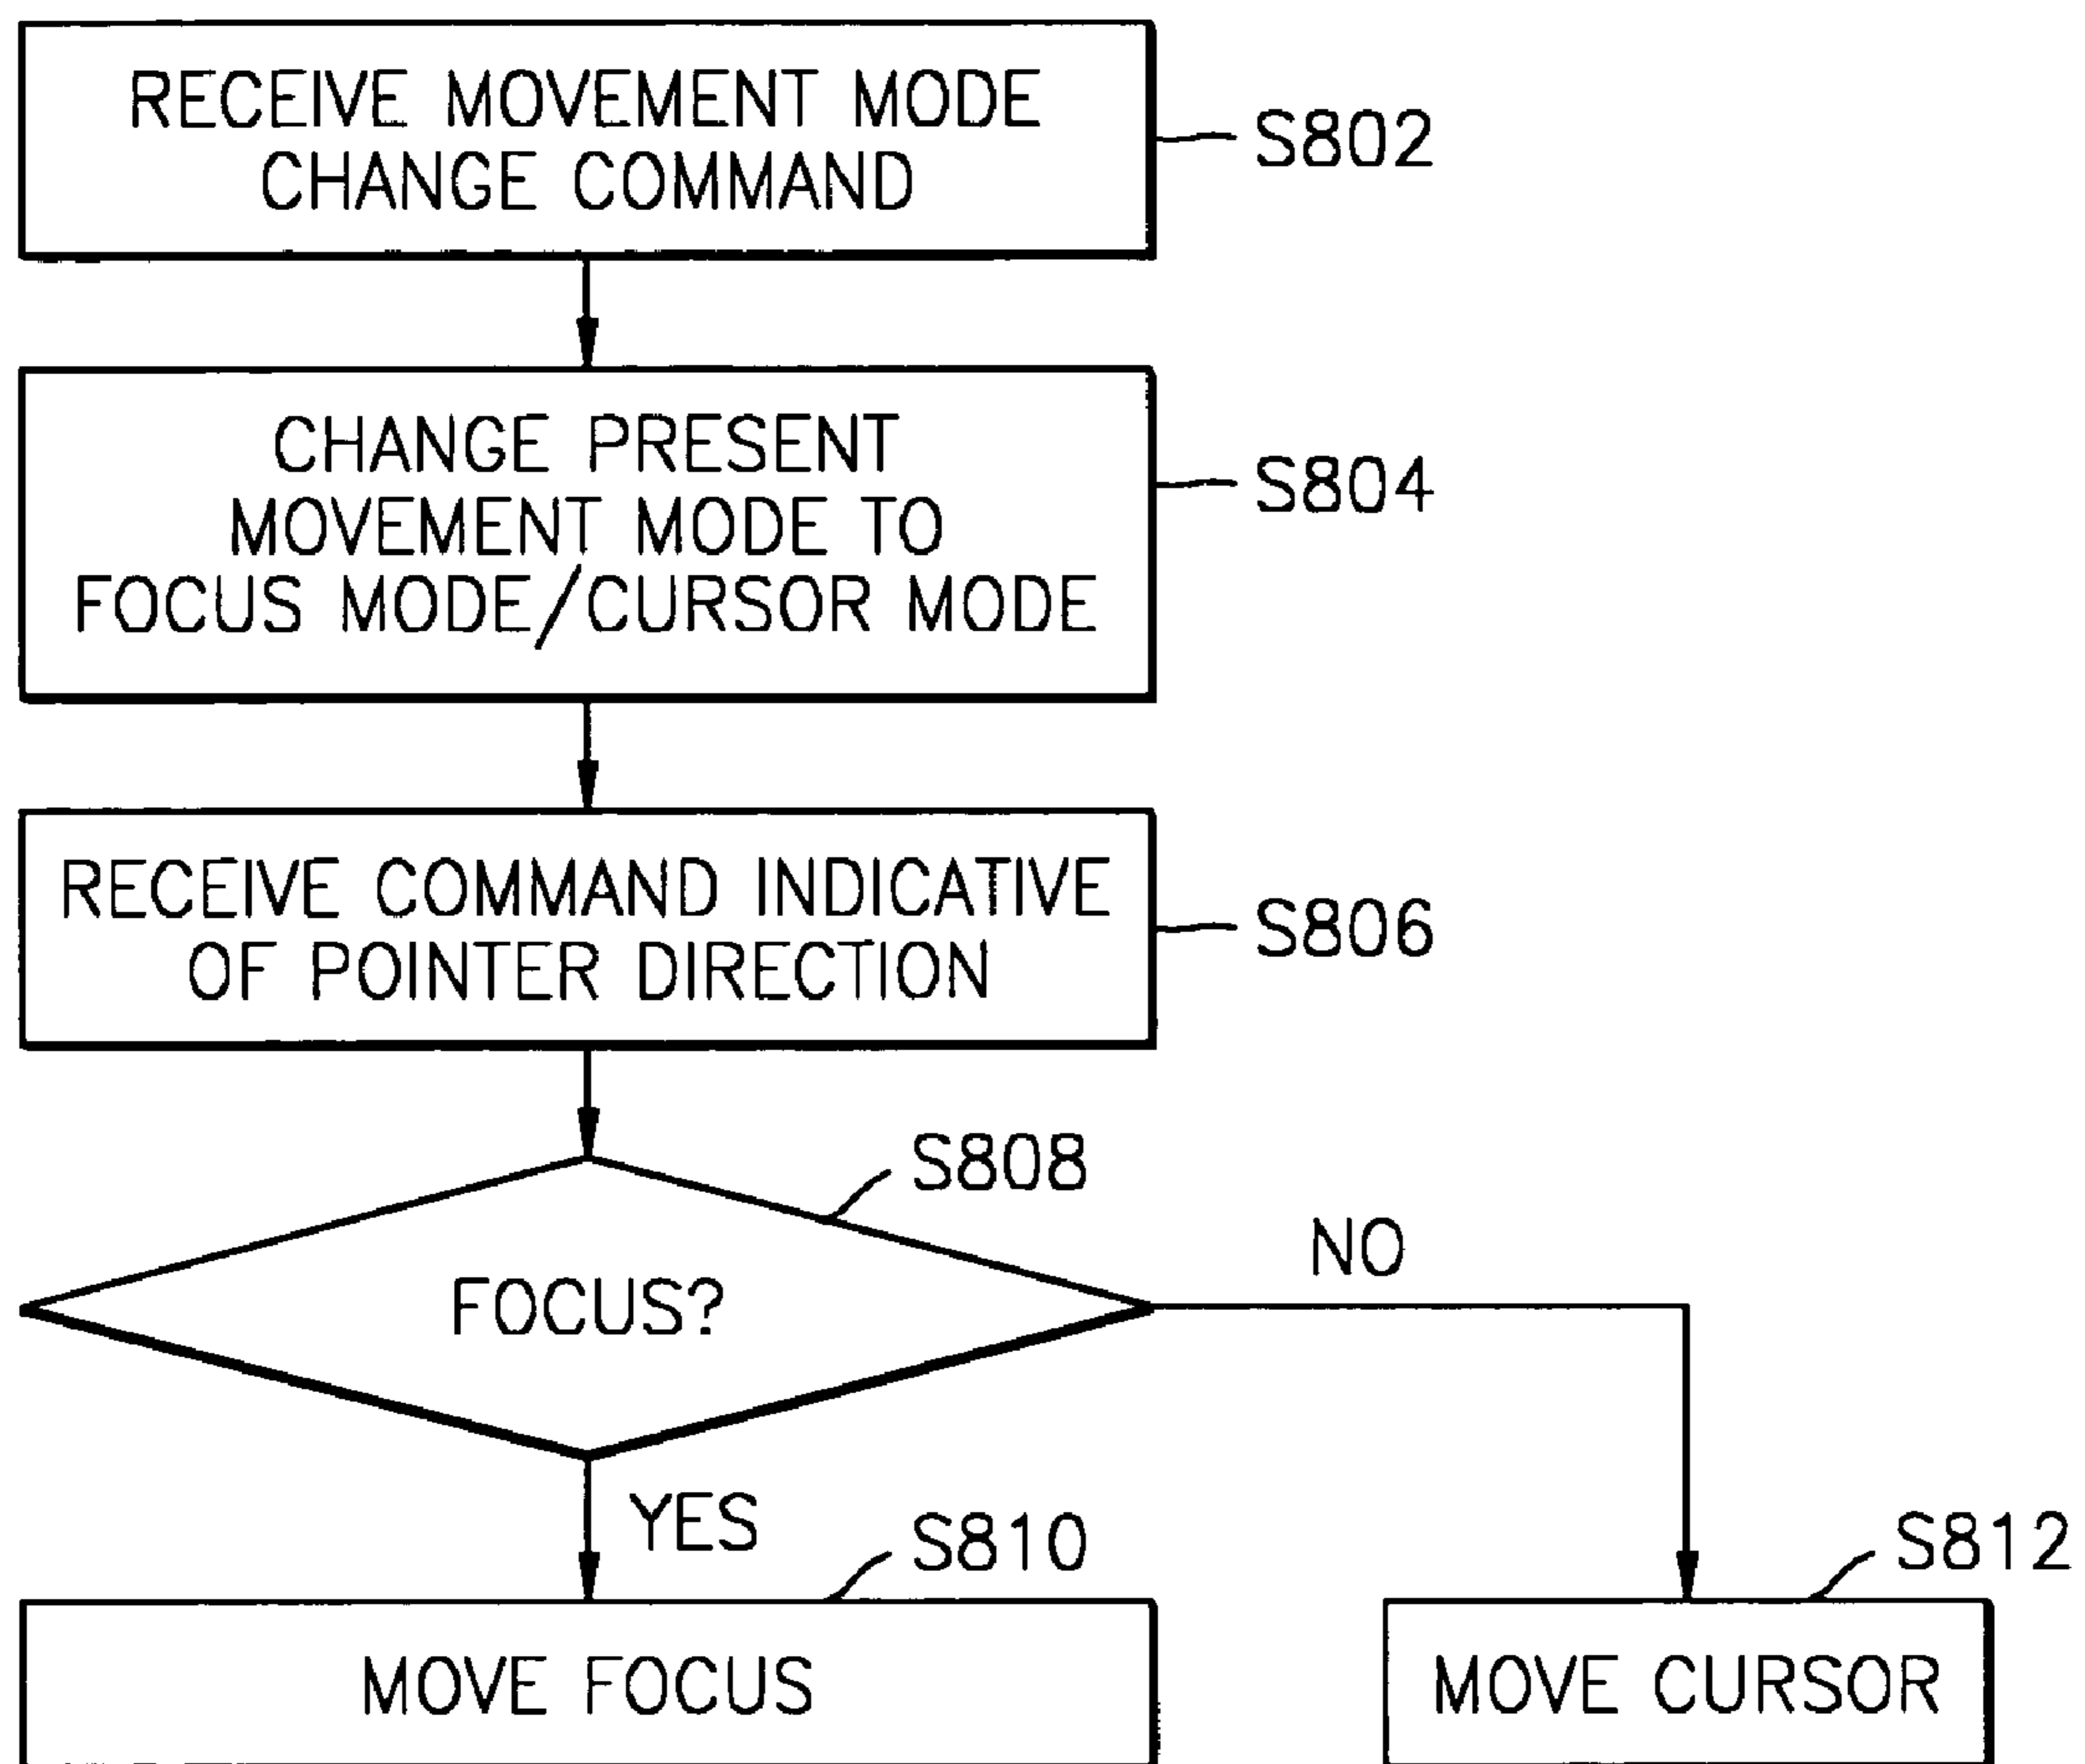 RECEIVE MOVEMENT MODE
CHANGE COMMAND
S802
CHANGE PRESENT
MOVEMENT MODE TO
FOCUS MODE/CURSOR MODE
S804
RECEIVE COMMAND INDICATIVE
OF POINTER DIRECTION
S806
S808
FOCUS?
NO
YES
S810
MOVE FOCUS
S812
MOVE CURSOR